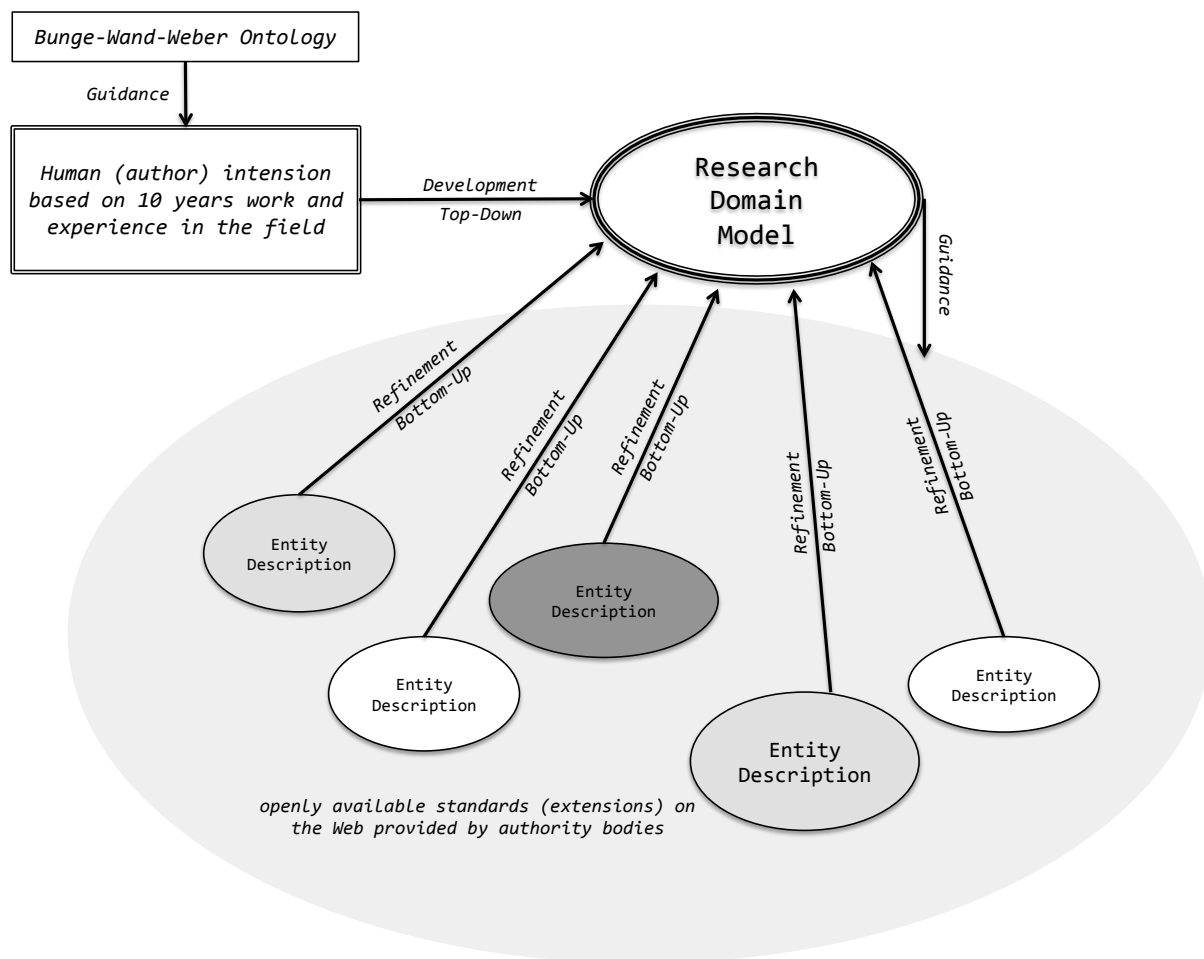 Bunge-Wand-Weber Ontology
Guidance
Human (author) intension
based on 10 years work and
experience in the field
Development
Top-Down
Research
Domain
Model
Guidance
Refinement
Bottom-Up
Refinement
Bottom-Up
Refinement
Bottom-Up
Refinement
Bottom-Up
Refinement
Bottom-Up
Entity
Description
Entity
Description
Entity
Description
Entity
Description
Entity
Description
openly available standards (extensions) on
the Web provided by authority bodies